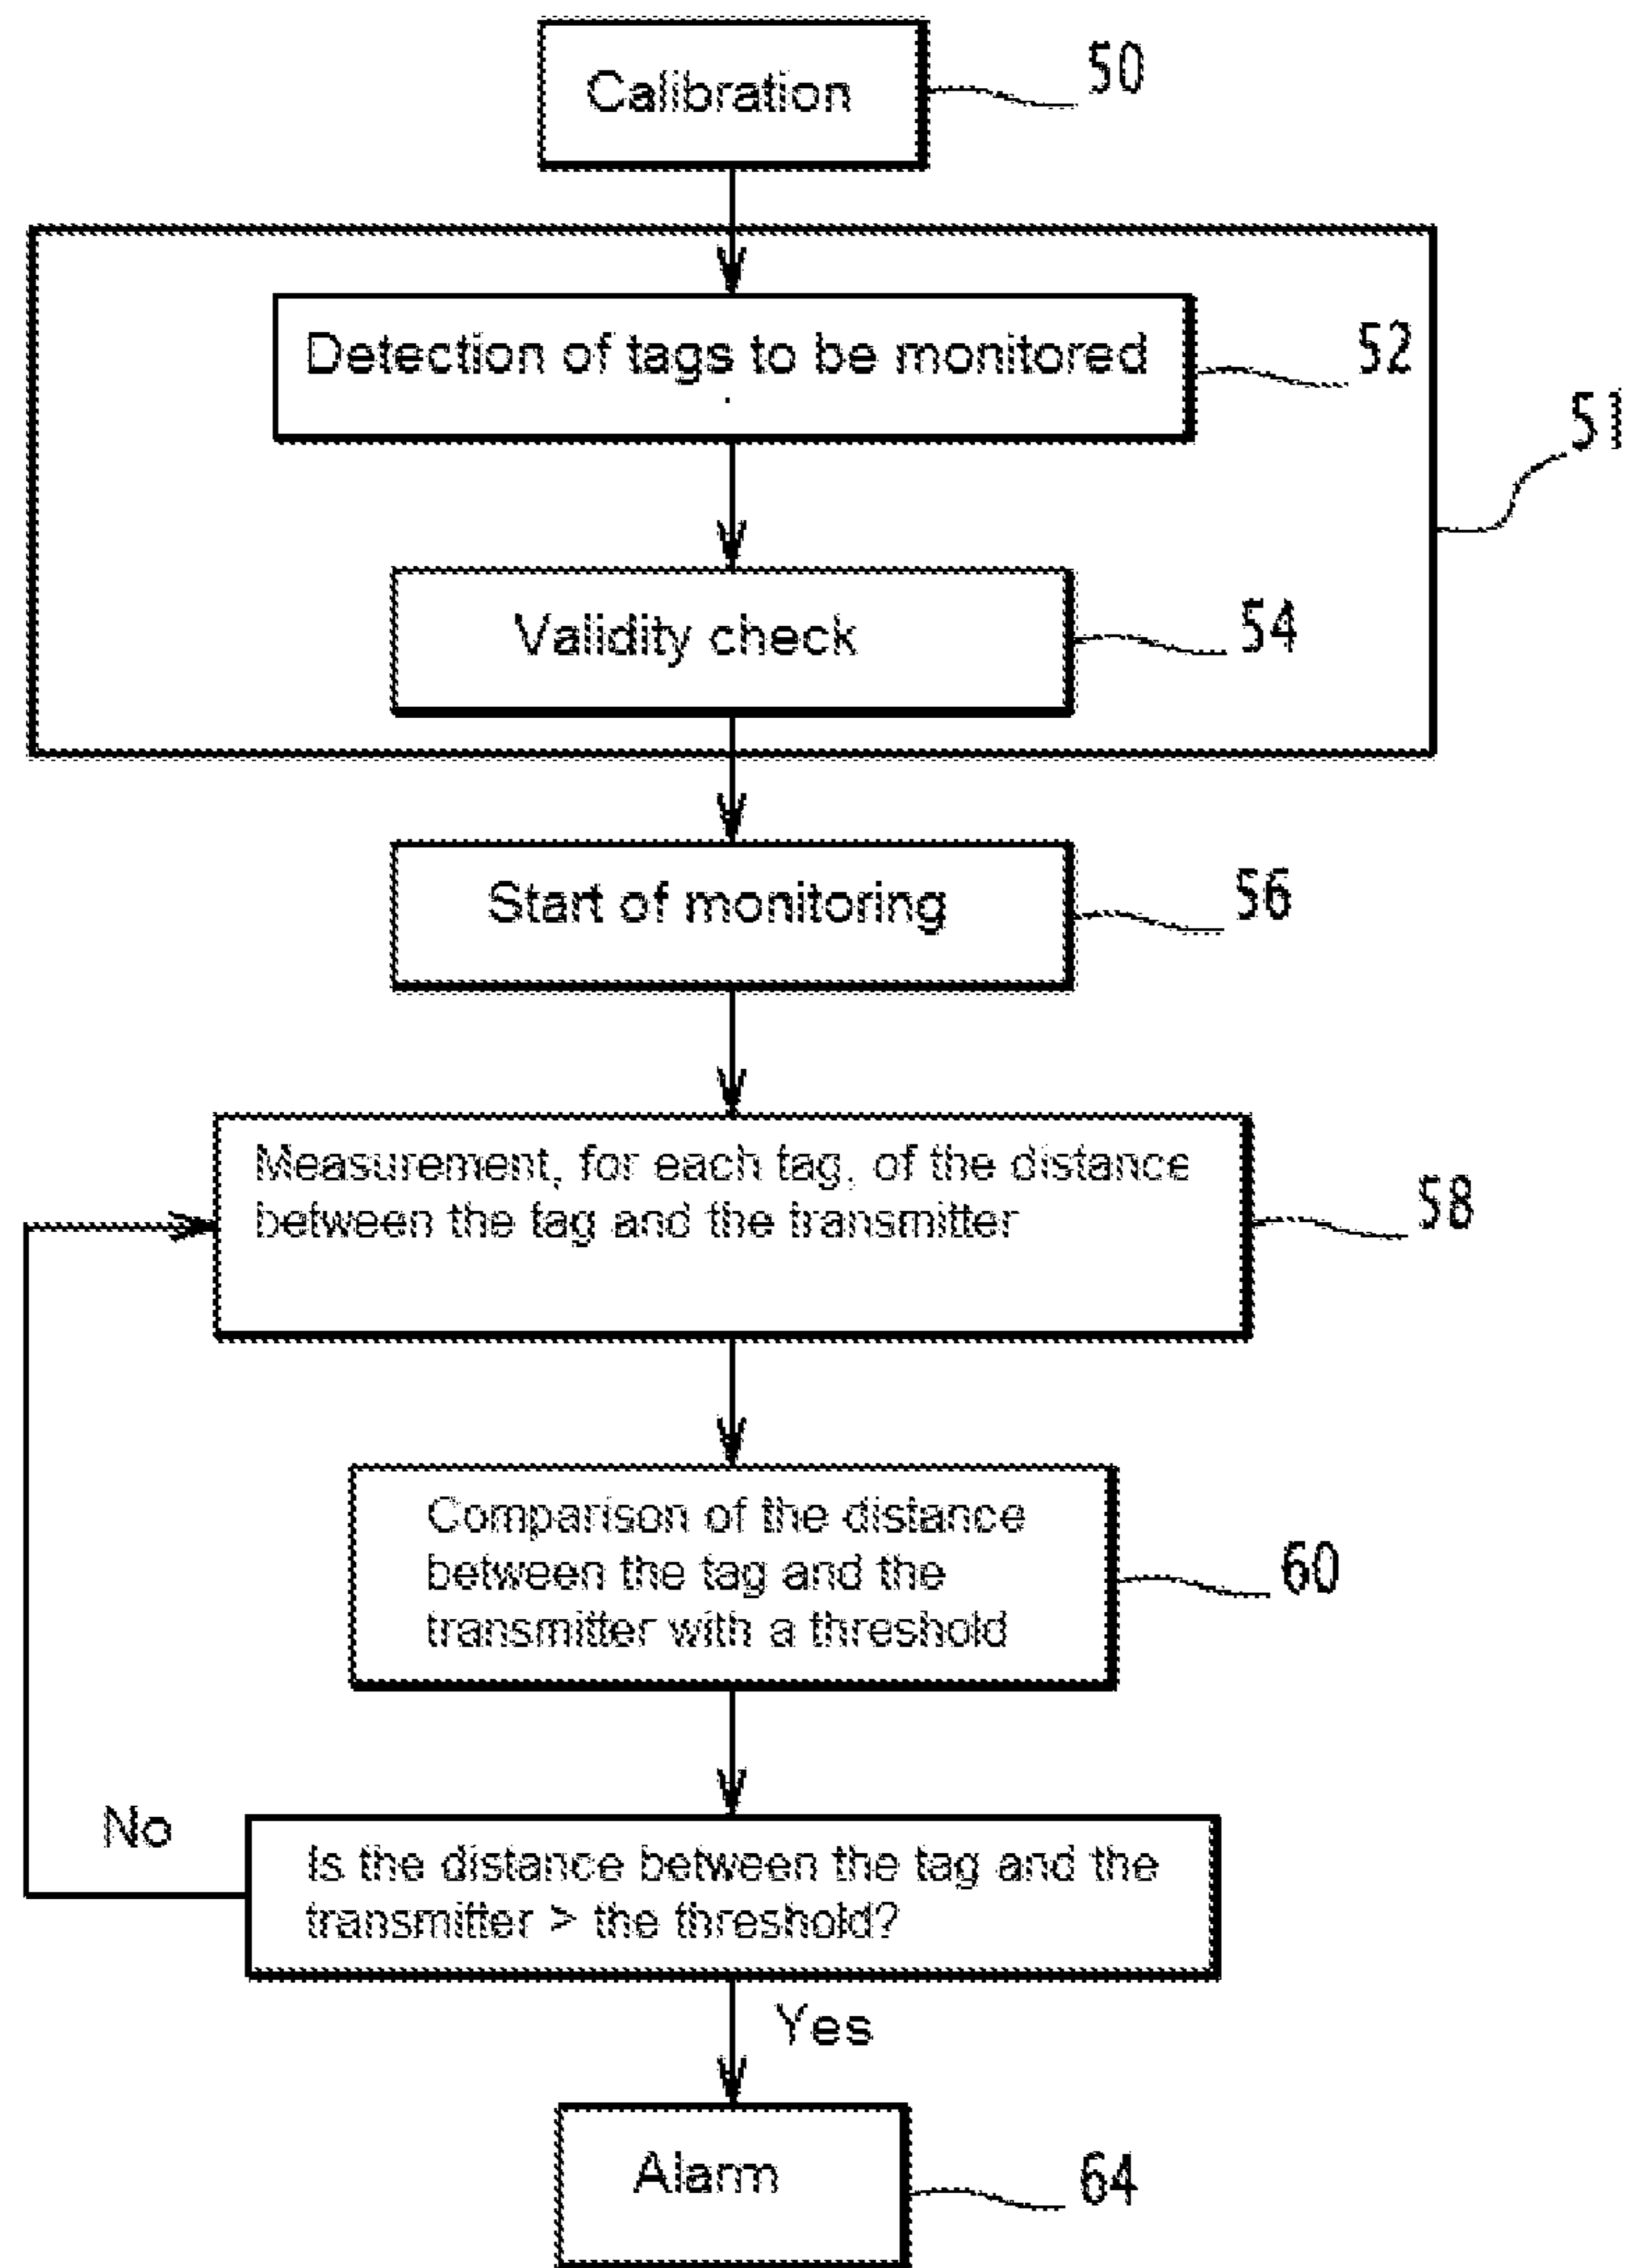 Calibration
50
Detection of tags to be monitored
52
51
Validity check
54
Start of monitoring
56
Measurement, for each tag, of the distance
between the tag and the transmitter
58
Comparison of the distance
between the tag and the
transmitter with a threshold
60
No
Is the distance between the tag and the
transmitter > the threshold?
Yes
Alarm
64